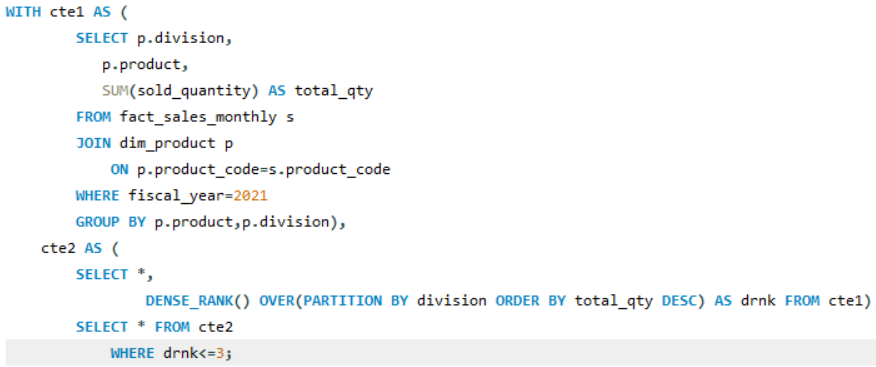 WITH cte1 AS (
SELECT p.division,
p.product,
SUM(sold_quantity) AS total_qty
FROM fact_sales_monthly s
JOIN dim_product p
ON p.product_code=s.product_code
WHERE fiscal_year=2021
GROUP BY p.product,p.division),
cte2 AS (
SELECT *,
DENSE_RANK() OVER(PARTITION BY division ORDER BY total_qty DESC) AS drnk FROM cte1)
SELECT * FROM cte2
WHERE drnk<=3;